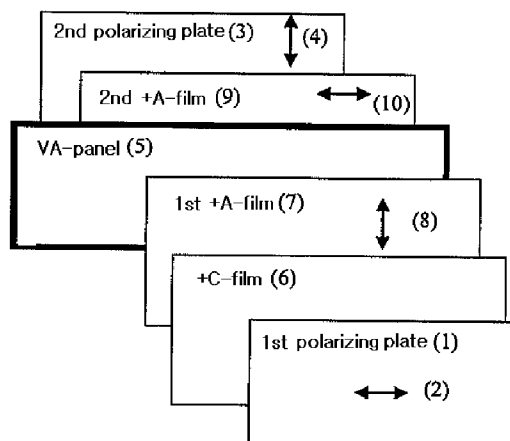 2nd polarizing plate (3) (4)
2nd +A-film (9) (10)
VA-panel (5)
1st +A-film (7) (8)
+C-film (6)
1st polarizing plate (1)
(2)